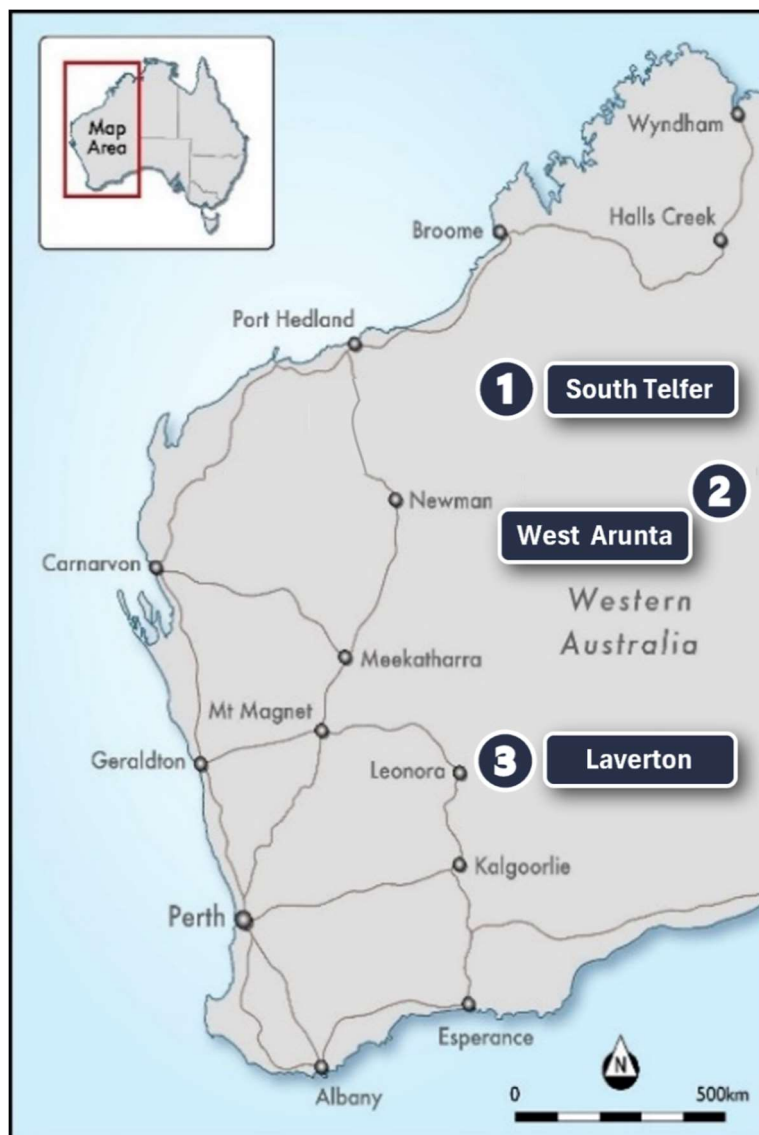 Map
Area
Wyndham
Halls Creek
Broome
Port Hedland
1 South Telfer
2
Newman
West Arunta
Carnarvon
Western
Australia
Meekatharra
Mt Magnet
Geraldton
Leonora
3 Laverton
Kalgoorlie
Perth
Esperance
N
0 500km
Albany